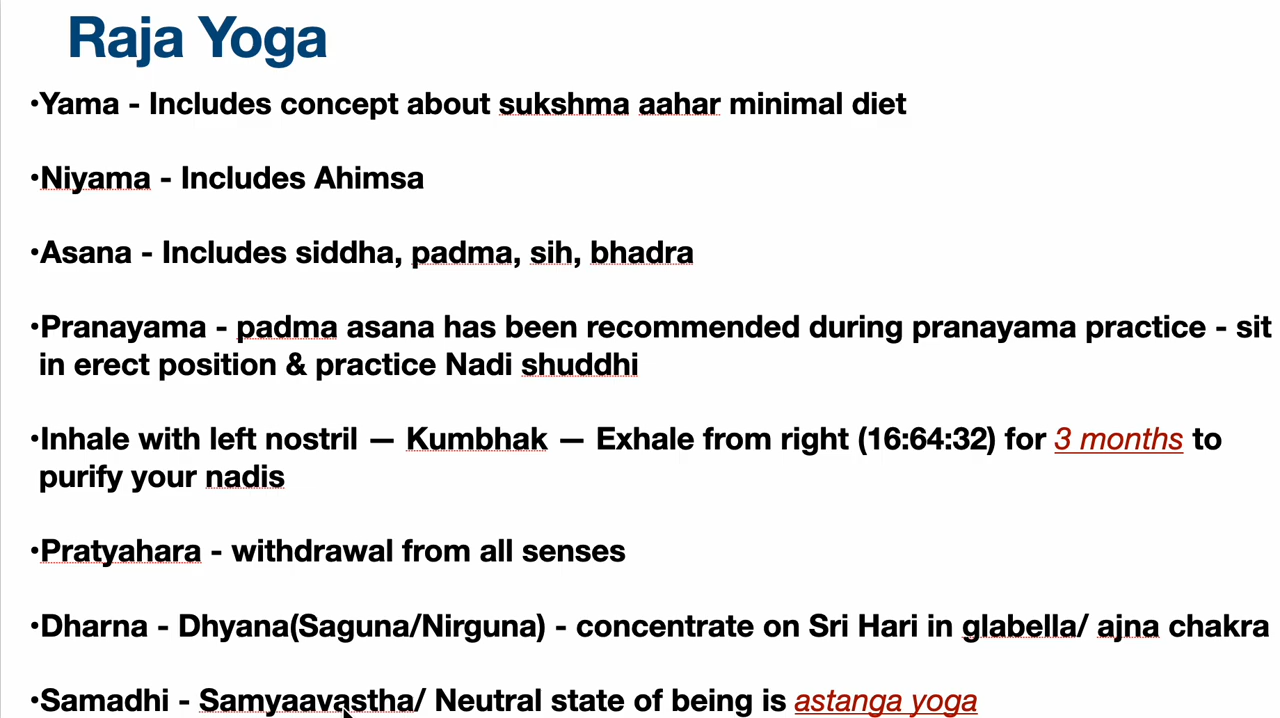 Raja Yoga
•Yama - Includes concept about sukshma aahar minimal diet
•Niyama - Includes Ahimsa
•Asana - Includes siddha, padma, sih, bhadra
•Pranayama - padma asana has been recommended during pranayama practice - sit
in erect position & practice Nadi shuddhi
•Inhale with left nostril — Kumbhak — Exhale from right (16:64:32) for 3 months to
purify your nadis
•Pratyahara - withdrawal from all senses
•Dharna - Dhyana(Saguna/Nirguna) - concentrate on Sri Hari in glabella/ ajna chakra
•Samadhi - Samyaavastha/ Neutral state of being is astanga yoga